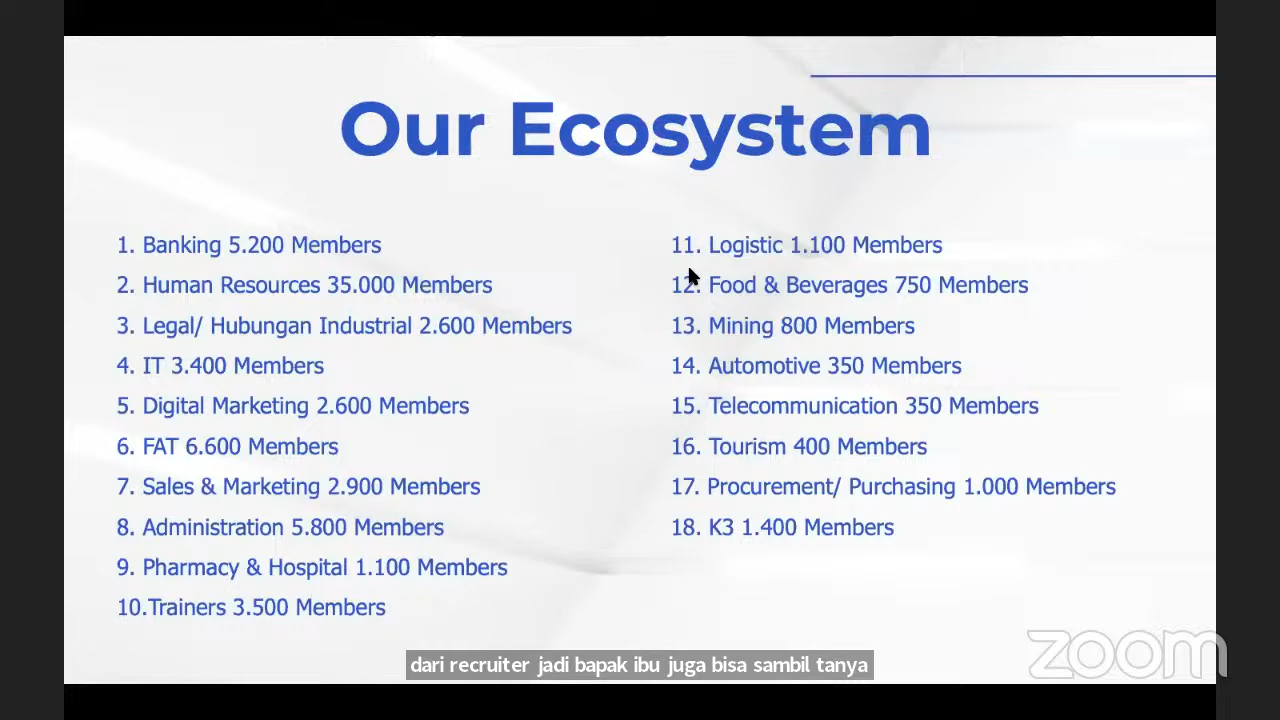 Our Ecosystem
1. Banking 5.200 Members
2. Human Resources 35.000 Members
3. Legal/ Hubungan Industrial 2.600 Members
4. IT 3.400 Members
5. Digital Marketing 2.600 Members
6. FAT 6.600 Members
7. Sales & Marketing 2.900 Members
8. Administration 5.800 Members
9. Pharmacy & Hospital 1.100 Members
10.Trainers 3.500 Members
11. Logistic 1.100 Members
12. Food & Beverages 750 Members
13. Mining 800 Members
14. Automotive 350 Members
15. Telecommunication 350 Members
16. Tourism 400 Members
17. Procurement/ Purchasing 1.000 Members
18. K3 1.400 Members
dari recruiter jadi bapak ibu juga bisa sambil tanya
zoom